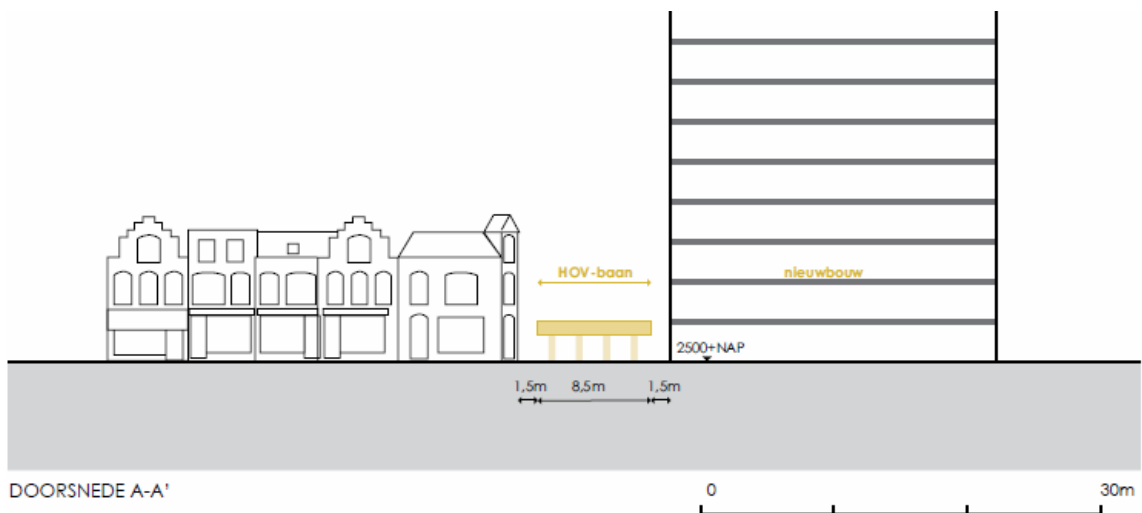 HOV-baan
nieuwbouw
2500+NAP
1,5m 8,5m 1,5m
DOORSNEDE A-A'
0 30m